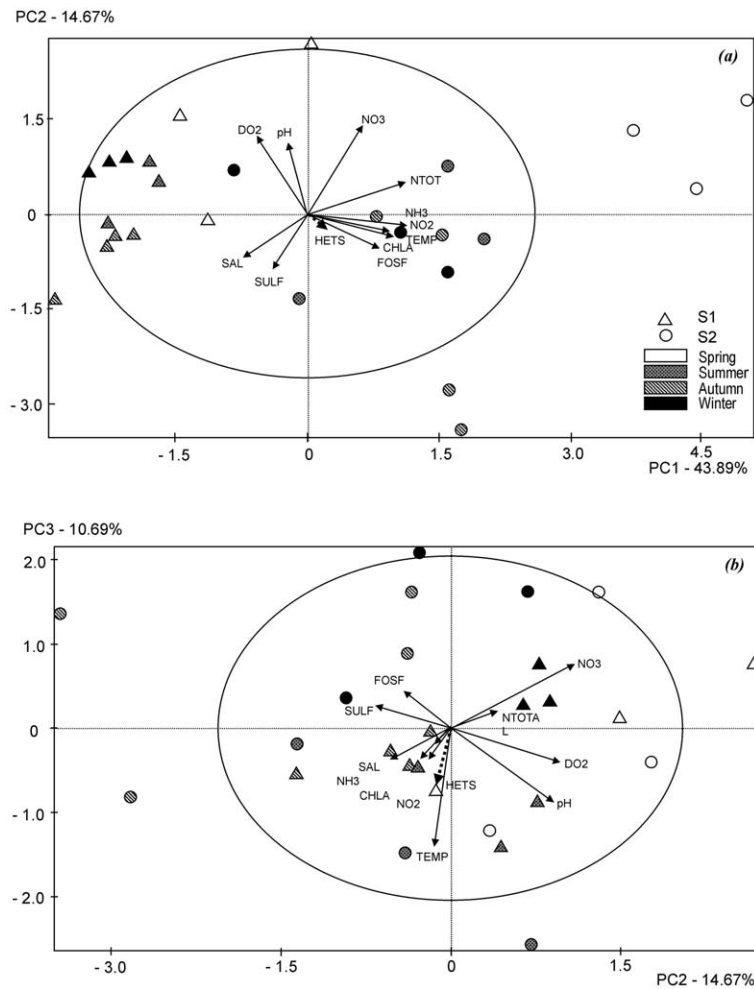 PC2 - 14.67%
(a)
1.5
0
- 1.5
- 3.0
DO2
pH
NO3
NTOT
NH3
NO2
HETS
TEMP
CHLA
FOSF
SAL
SULF
S1
S2
Spring
Summer
Autumn
Winter
- 1.5
0
1.5
3.0
4.5
PC1 - 43.89%
PC3 - 10.69%
(b)
2.0
1.0
0
- 1.0
- 2.0
NO3
FOSF
SULF
NTOTA
L
SAL
DO2
NH3
HETS
CHLA
NO2
pH
TEMP
- 3.0
- 1.5
0
1.5
PC2 - 14.67%